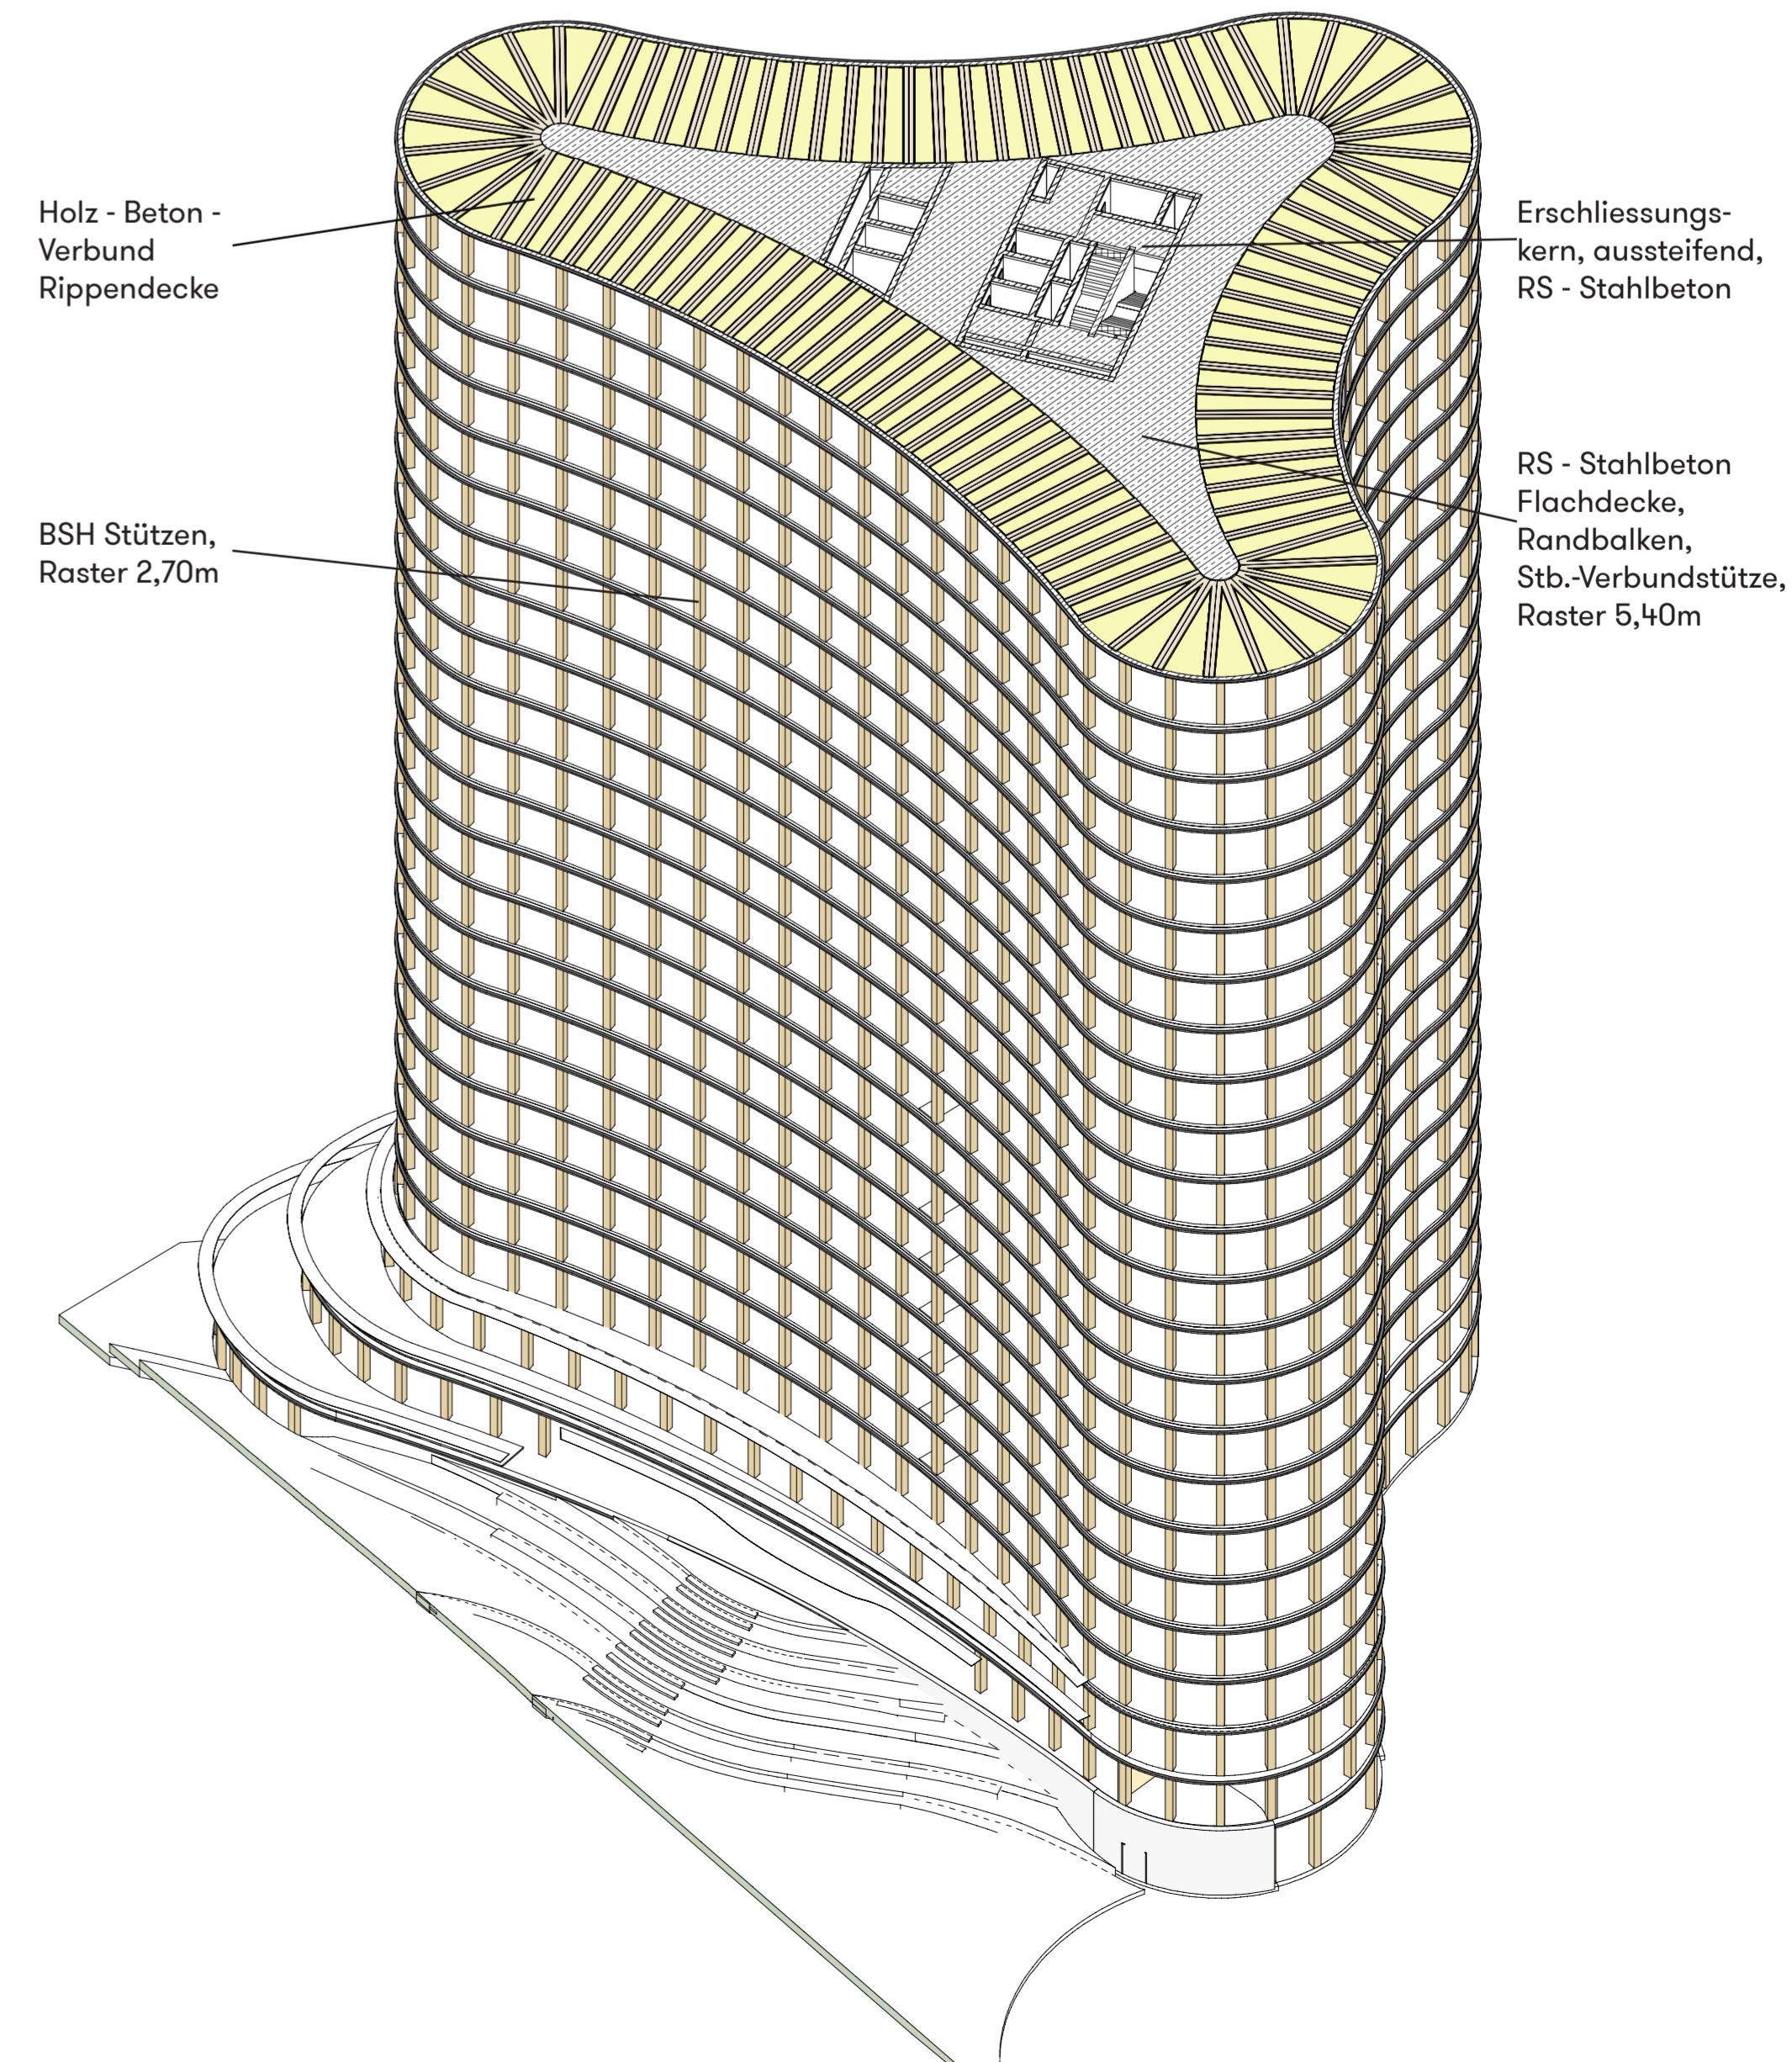 Holz - Beton -
Verbund
Rippendecke
BSH Stützen,
Raster 2,70m
Erschliessungs-
kern, aussteifend,
RS - Stahlbeton
RS - Stahlbeton
Flachdecke,
Randbalken,
Stb.-Verbundstütze,
Raster 5,40m